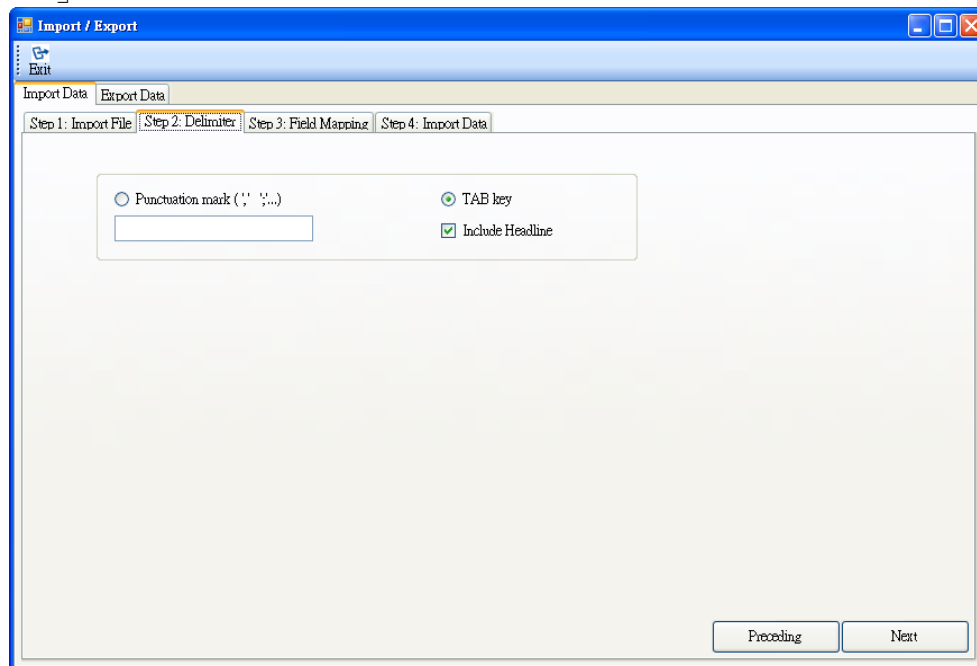 Import / Export
Exit
Import Data Export Data
Step 1: Import File Step 2: Delimiter Step 3: Field Mapping Step 4: Import Data
Punctuation mark ( ',' ';'...) TAB key
Include Headline
Preceding Next